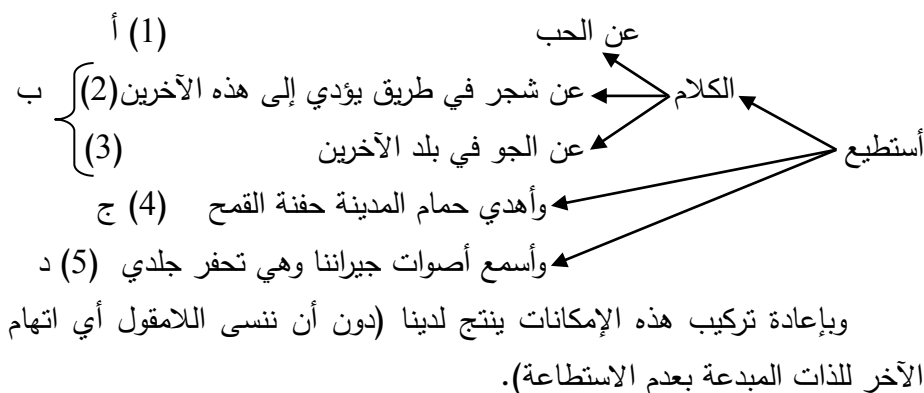 عن الحب (1) أ
الكلام عن شجر في طريق يؤدي إلى هذه الآخرين (2) ب
أستطيع عن الجو في بلد الآخرين (3)
وأهدي حمام المدينة حفنة القمح (4) ج
وأسمع أصوات جيراننا وهي تحفر جلدي (5) د
وبإعادة تركيب هذه الإمكانات ينتج لدينا (دون أن ننسى اللامقول أي اتهام
الآخر للذات المبدعة بعدم الاستطاعة).